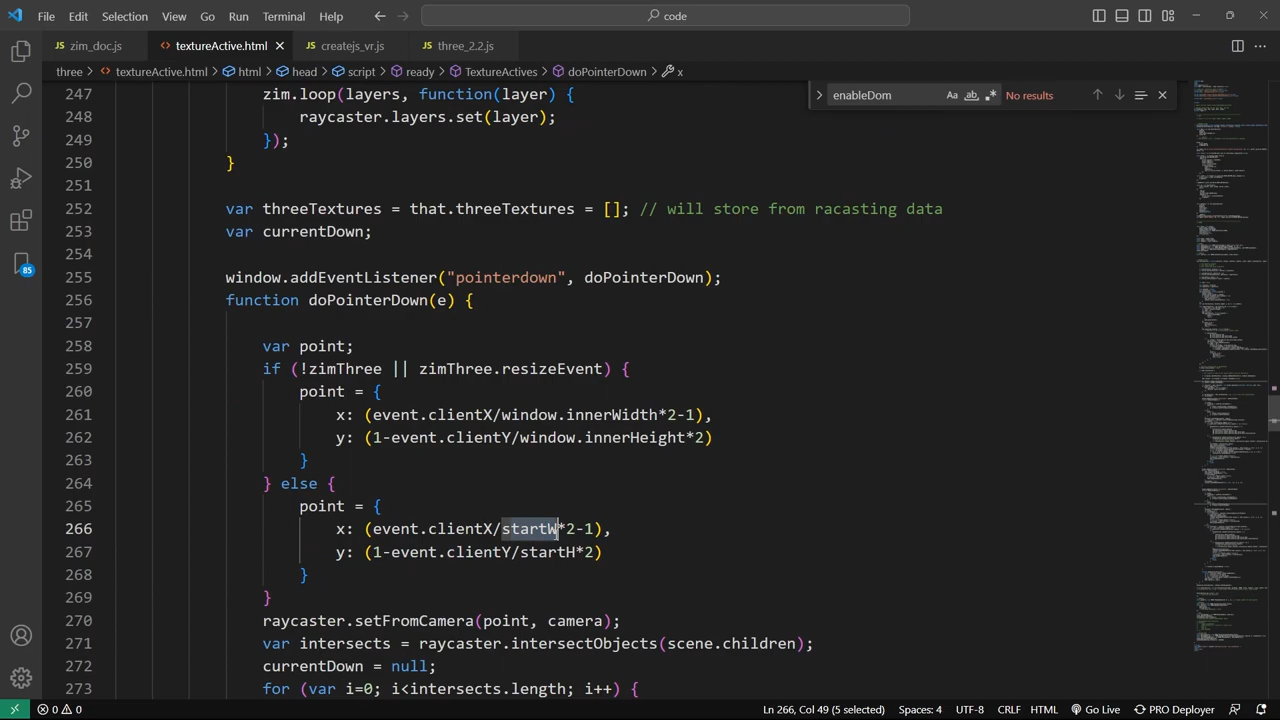 File Edit Selection View Go Run Terminal Help
code
zim_doc.js textureActive.html createjs_vr.js three_2.2.js
three > textureActive.html > html > head > script > ready > TextureActives > doPointerDown > x
enableDom ab No results
247 zim.loop(layers, function(layer) {
248 raycaster.layers.set(layer);
249 });
250 }
251
252 var threeTextures = that.threeTextures = []; // will store from racasting data
253 var currentDown;
254
255 window.addEventListener("pointerdown", doPointerDown);
256 function doPointerDown(e) {
257
258 var point;
259 if (!zimThree || zimThree.resizeEvent) {
260 point = {
261 x: (event.clientX/window.innerWidth*2-1),
262 y: (1-event.clientY/window.innerHeight*2)
263 }
264 } else {
265 point = {
266 x: (event.clientX/ *2-1),
267 y: (1-event.clientY/startH*2)
268 }
269 }
270 raycaster.setFromCamera(point, camera);
271 var intersects = raycaster.intersectObjects(scene.children);
272 currentDown = null;
273 for (var i=0; i<intersects.length; i++) {
85
0 0 Ln 266, Col 49 (5 selected) Spaces: 4 UTF-8 CRLF HTML Go Live PRO Deployer